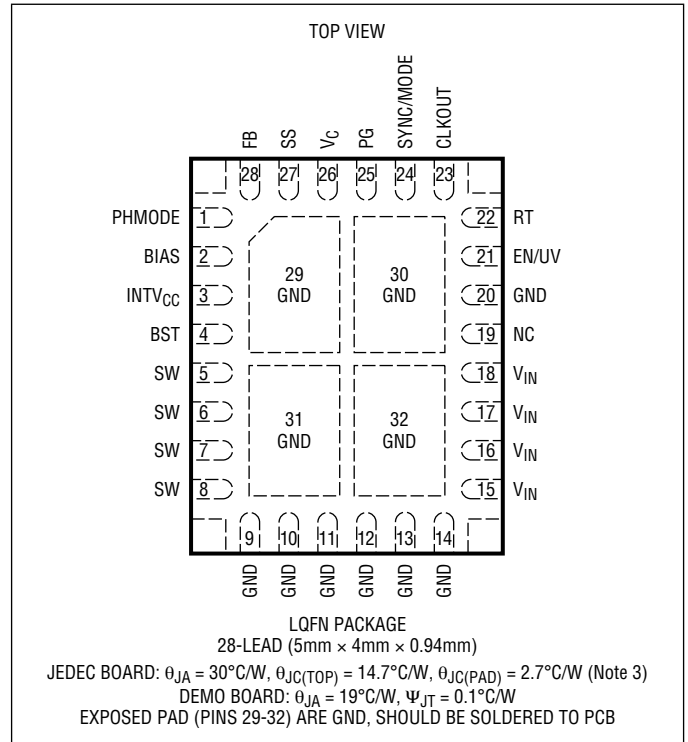 TOP VIEW
FB SS VC PG SYNC/MODE CLKOUT
28 27 26 25 24 23
PHMODE 1 22 RT
BIAS 2 21 EN/UV
INTVCC 3 20 GND
BST 4 19 NC
29 GND
30 GND
SW 5 18 VIN
SW 6 17 VIN
SW 7 16 VIN
SW 8 15 VIN
31 GND
32 GND
9 10 11 12 13 14
GND GND GND GND GND GND
LQFN PACKAGE
28-LEAD (5mm × 4mm × 0.94mm)
JEDEC BOARD: θJA = 30°C/W, θJC(TOP) = 14.7°C/W, θJC(PAD) = 2.7°C/W (Note 3)
DEMO BOARD: θJA = 19°C/W, ΨJT = 0.1°C/W
EXPOSED PAD (PINS 29-32) ARE GND, SHOULD BE SOLDERED TO PCB